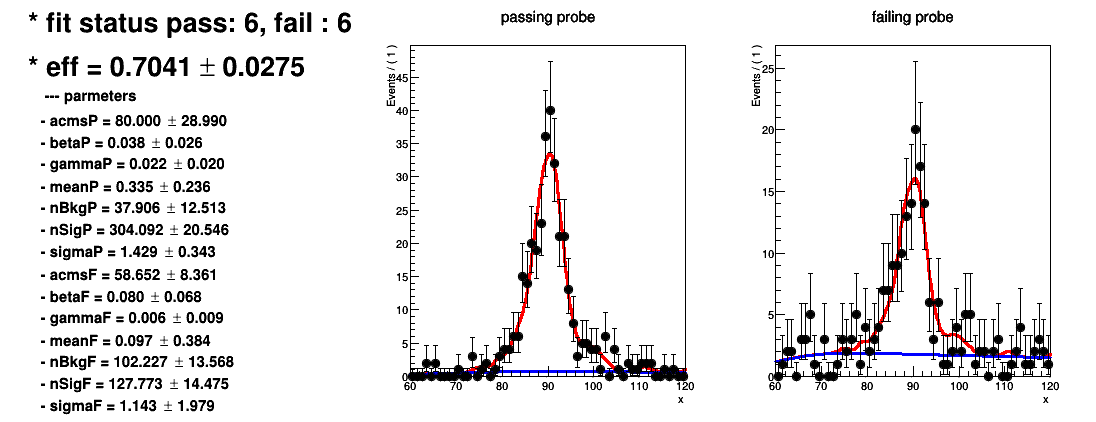 * fit status pass: 6, fail : 6
* eff = 0.7041 ± 0.0275
--- parmeters
- acmsP = 80.000 ± 28.990
- betaP = 0.038 ± 0.026
- gammaP = 0.022 ± 0.020
- meanP = 0.335 ± 0.236
- nBkgP = 37.906 ± 12.513
- nSigP = 304.092 ± 20.546
- sigmaP = 1.429 ± 0.343
- acmsF = 58.652 ± 8.361
- betaF = 0.080 ± 0.068
- gammaF = 0.006 ± 0.009
- meanF = 0.097 ± 0.384
- nBkgF = 102.227 ± 13.568
- nSigF = 127.773 ± 14.475
- sigmaF = 1.143 ± 1.979
passing probe
Events / ( 1 )
45
40
35
30
25
20
15
10
5
0
60 70 80 90 100 110 120
x
failing probe
Events / ( 1 )
25
20
15
10
5
0
60 70 80 90 100 110 120
x